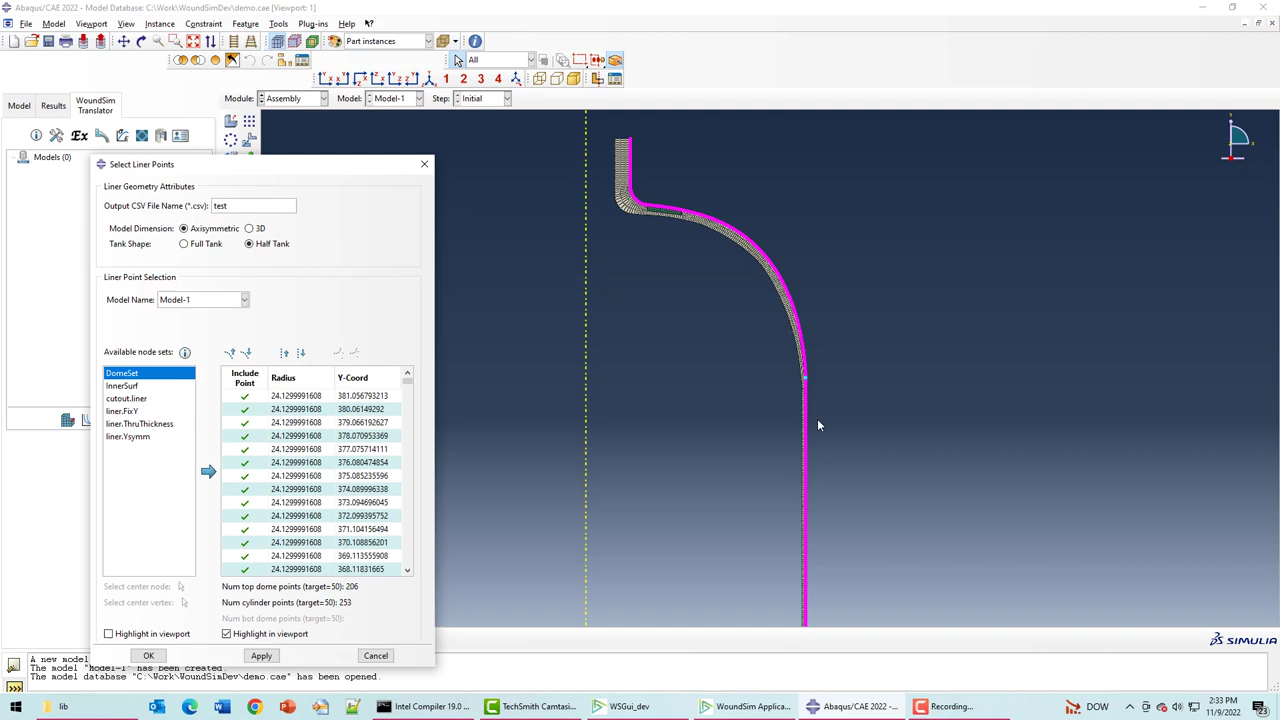 Abaqus/CAE 2022 - Model Database: C:\Work\WoundSimDev\demo.cae [Viewport: 1]
File Model Viewport View Instance Constraint Feature Tools Plug-ins Help
Part instances
All
1 2 3 4
Model Results WoundSim Translator
Module: Assembly Model: Model-1 Step: Initial
Ex
Models (0)
Select Liner Points
Liner Geometry Attributes
Output CSV File Name (*.csv): test
Model Dimension: Axisymmetric 3D
Tank Shape: Full Tank Half Tank
Liner Point Selection
Model Name: Model-1
Available node sets:
DomeSet
InnerSurf
cutout.liner
liner.FixY
liner.ThruThickness
liner.Ysymm
Include Point Radius Y-Coord
24.1299991608 381.056793213
24.1299991608 380.06149292
24.1299991608 379.066192627
24.1299991608 378.070953369
24.1299991608 377.075714111
24.1299991608 376.080474854
24.1299991608 375.085235596
24.1299991608 374.089996338
24.1299991608 373.094696045
24.1299991608 372.099395752
24.1299991608 371.104156494
24.1299991608 370.108856201
24.1299991608 369.113555908
24.1299991608 368.11831665
Select center node:
Select center vertex:
Num top dome points (target=50): 206
Num cylinder points (target=50): 253
Num bot dome points (target=50):
Highlight in viewport
Highlight in viewport
OK Apply Cancel
A new model
The model "Model-1" has been created.
The model database "C:\Work\WoundSimDev\demo.cae" has been opened.
SIMULIA
lib
Intel Compiler 19.0 ...
TechSmith Camtasi...
WSGui_dev
WoundSim Applica...
Abaqus/CAE 2022 -...
Recording...
DOW
2:33 PM
11/9/2022